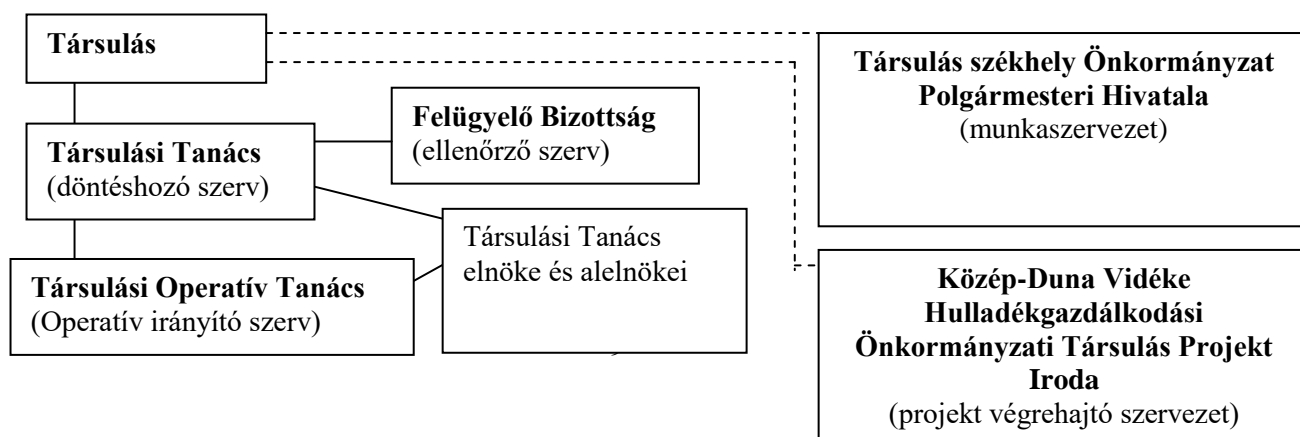 Társulás
Társulási Tanács
(döntéshozó szerv)
Felügyelő Bizottság
(ellenőrző szerv)
Társulási Operatív Tanács
(Operatív irányító szerv)
Társulási Tanács
elnöke és alelnökei
Társulás székhely Önkormányzat
Polgármesteri Hivatala
(munkaszervezet)
Közép-Duna Vidéke
Hulladékgazdálkodási
Önkormányzati Társulás Projekt
Iroda
(projekt végrehajtó szervezet)